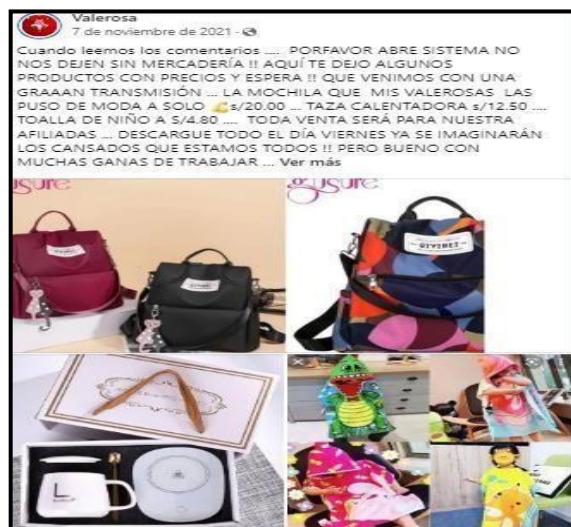 Valerosa
7 de noviembre de 2021 ·
Cuando leemos los comentarios .... PORFAVOR ABRE SISTEMA NO
NOS DEJEN SIN MERCADERÍA !! AQUÍ TE DEJO ALGUNOS
PRODUCTOS CON PRECIOS Y ESPERA !! QUE VENIMOS CON UNA
GRAAAN TRANSMISIÓN ... LA MOCHILA QUE MIS VALEROSAS LAS
PUSO DE MODA A SOLO 💪s/20.00 ... TAZA CALENTADORA s/12.50 ....
TOALLA DE NIÑO A S/4.80 .... TODA VENTA SERÁ PARA NUESTRA
AFILIADAS ... DESCARGUE TODO EL DÍA VIERNES YA SE IMAGINARÁN
LOS CANSADOS QUE ESTAMOS TODOS !! PERO BUENO CON
MUCHAS GANAS DE TRABAJAR ... Ver más
L